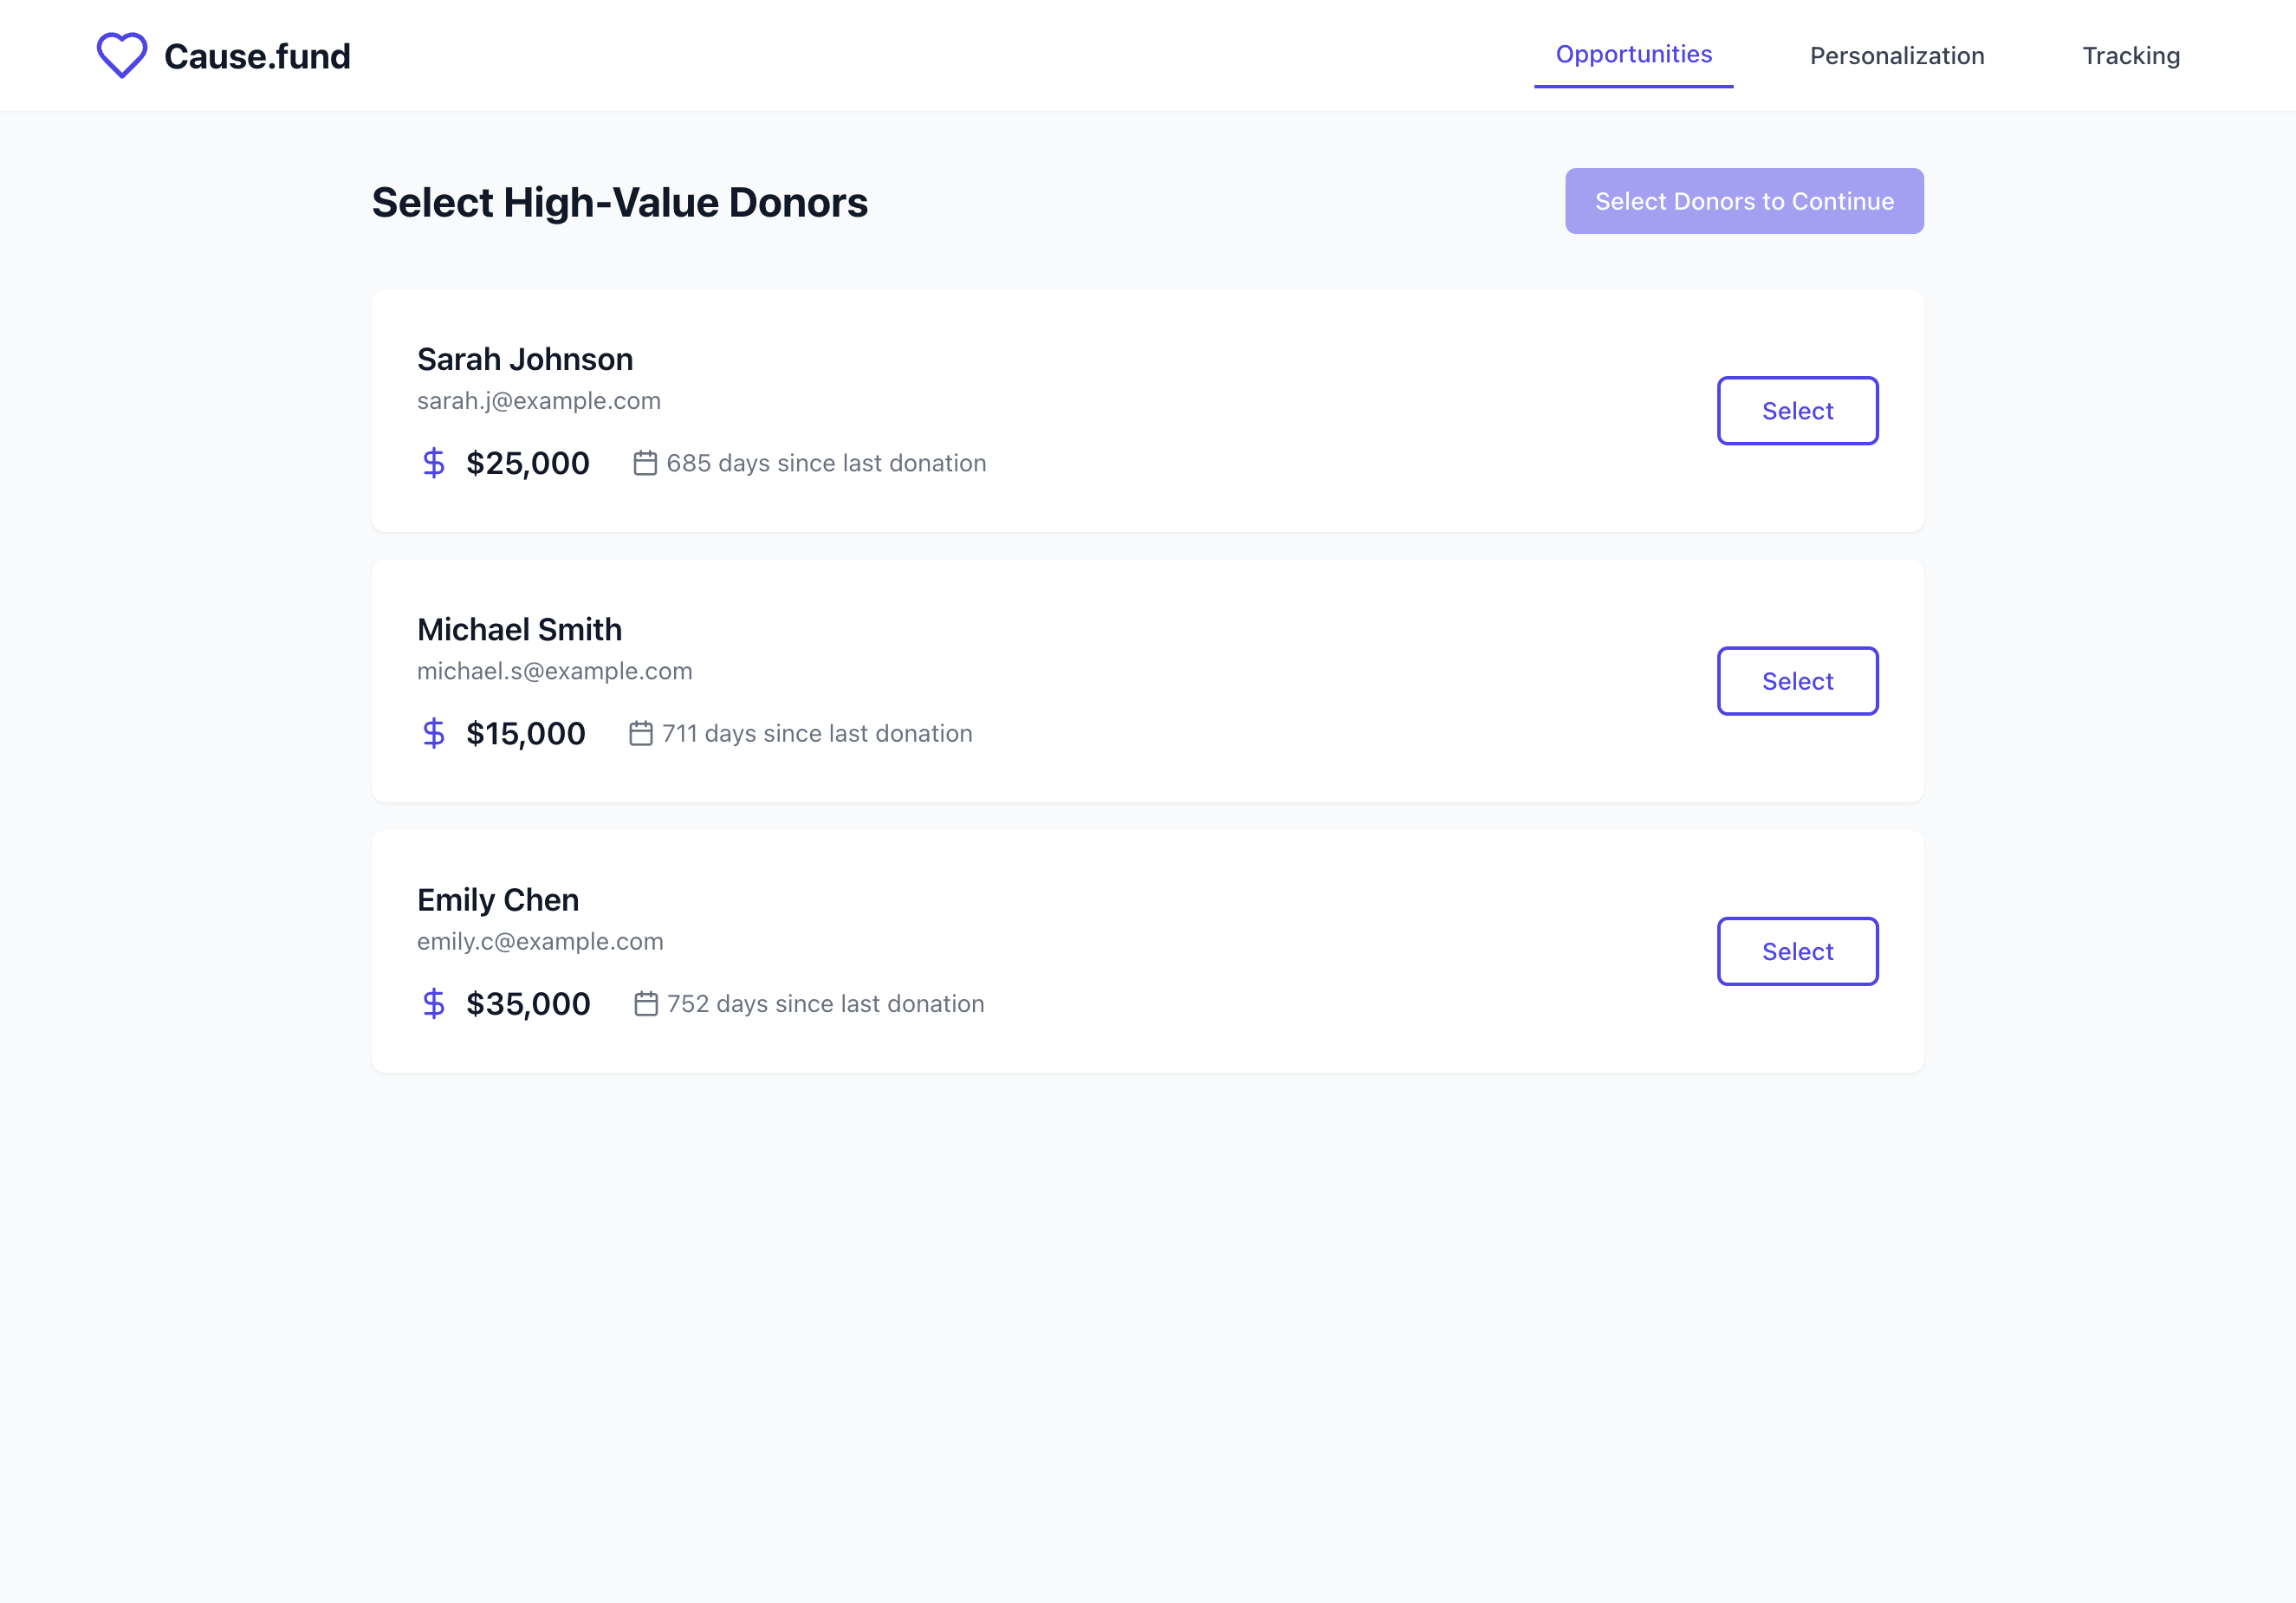 Cause.fund
Opportunities
Personalization
Tracking
Select High-Value Donors
Select Donors to Continue
Sarah Johnson
sarah.j@example.com
$25,000
685 days since last donation
Select
Michael Smith
michael.s@example.com
$15,000
711 days since last donation
Select
Emily Chen
emily.c@example.com
$35,000
752 days since last donation
Select